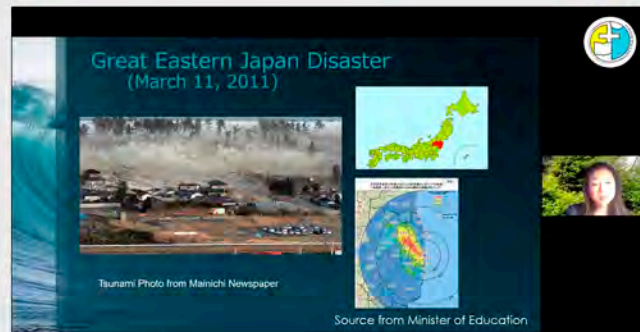 Great Eastern Japan Disaster
(March 11, 2011)
Tsunami Photo from Mainichi Newspaper
Source from Minister of Education